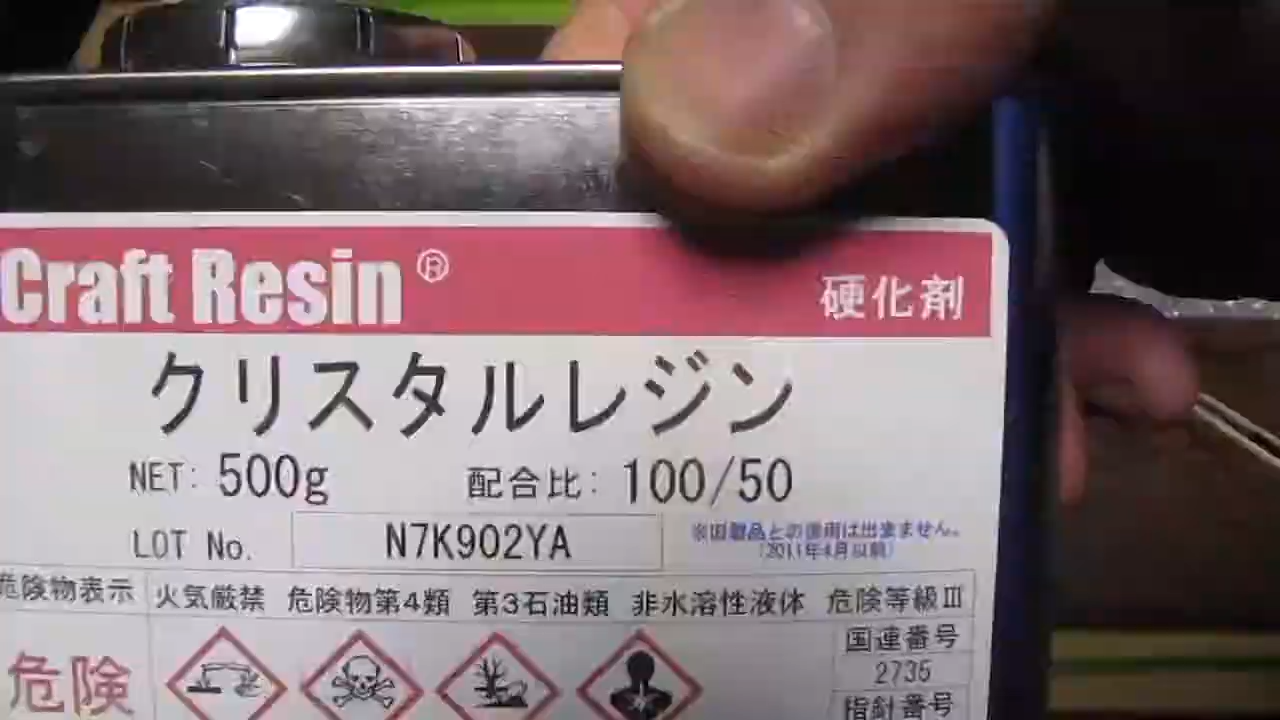 Craft Resin® 硬化剤
クリスタルレジン
NET: 500g 配合比: 100/50
LOT No. N7K902YA ※旧製品との併用は出来ません。
(2011年4月以前)
危険物表示 火気厳禁 危険物第4類 第3石油類 非水溶性液体 危険等級Ⅲ
危険
国連番号
2735
指針番号